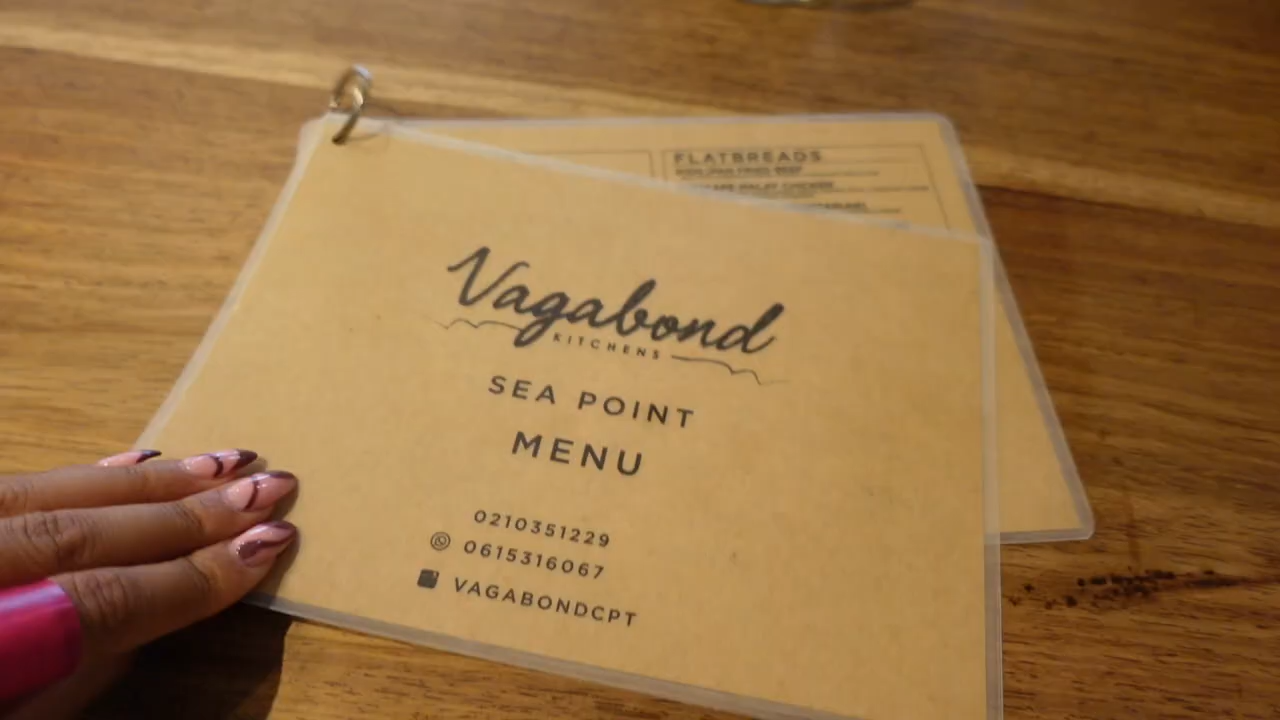 FLATBREADS
Vagabond
KITCHENS
SEA POINT
MENU
0210351229
0615316067
VAGABONDCPT